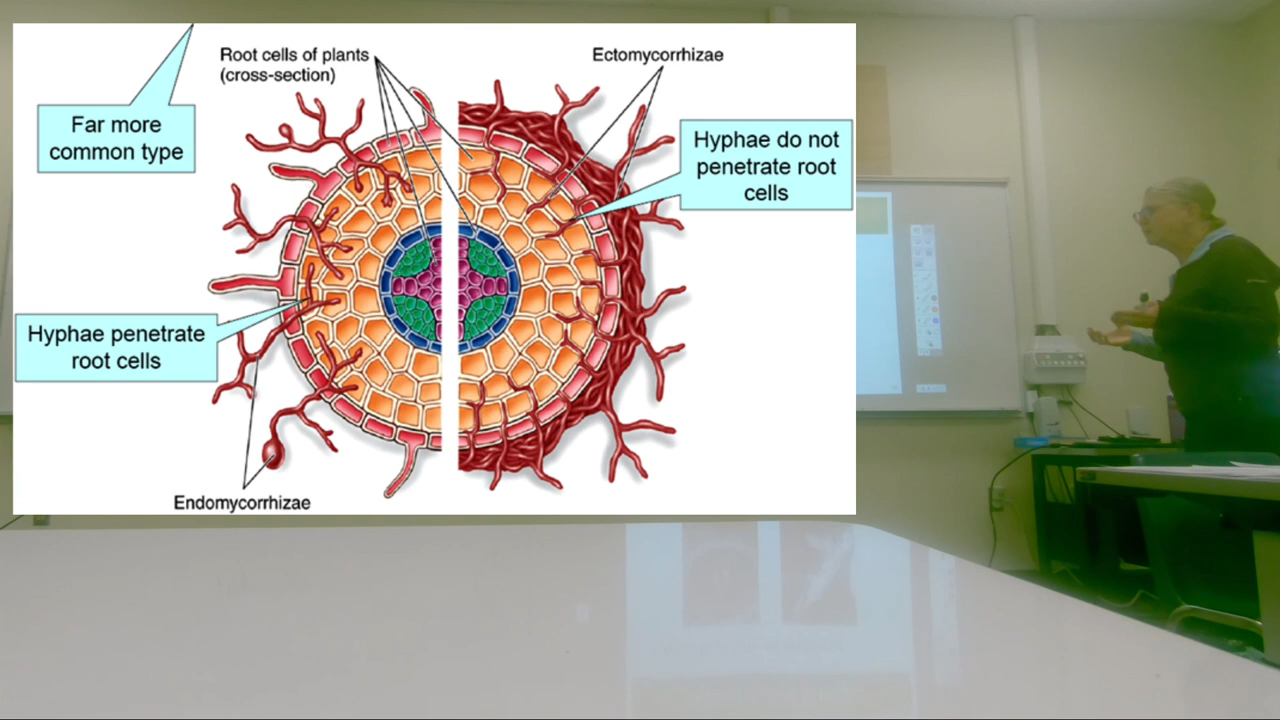 Root cells of plants
(cross-section)
Ectomycorrhizae
Far more
common type
Hyphae do not
penetrate root
cells
Hyphae penetrate
root cells
Endomycorrhizae